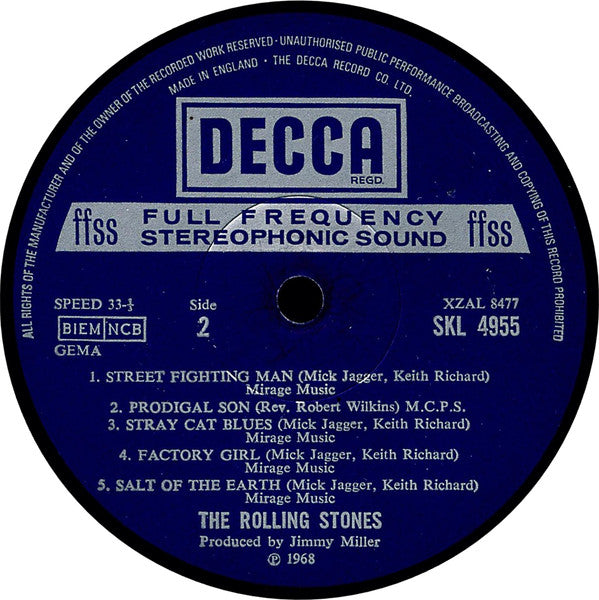 ALL RIGHTS OF THE MANUFACTURER AND OF THE OWNER OF THE RECORDED WORK RESERVED · UNAUTHORISED PUBLIC PERFORMANCE BROADCASTING AND COPYING OF THIS RECORD PROHIBITED
MADE IN ENGLAND · THE DECCA RECORD CO. LTD.
DECCA
REGD.
ffss FULL FREQUENCY STEREOPHONIC SOUND ffss
SPEED 33-⅓ Side XZAL 8477
BIEM NCB 2 SKL 4955
GEMA
1. STREET FIGHTING MAN (Mick Jagger, Keith Richard)
Mirage Music
2. PRODIGAL SON (Rev. Robert Wilkins) M.C.P.S.
3. STRAY CAT BLUES (Mick Jagger, Keith Richard)
Mirage Music
4. FACTORY GIRL (Mick Jagger, Keith Richard)
Mirage Music
5. SALT OF THE EARTH (Mick Jagger, Keith Richard)
Mirage Music
THE ROLLING STONES
Produced by Jimmy Miller
℗ 1968